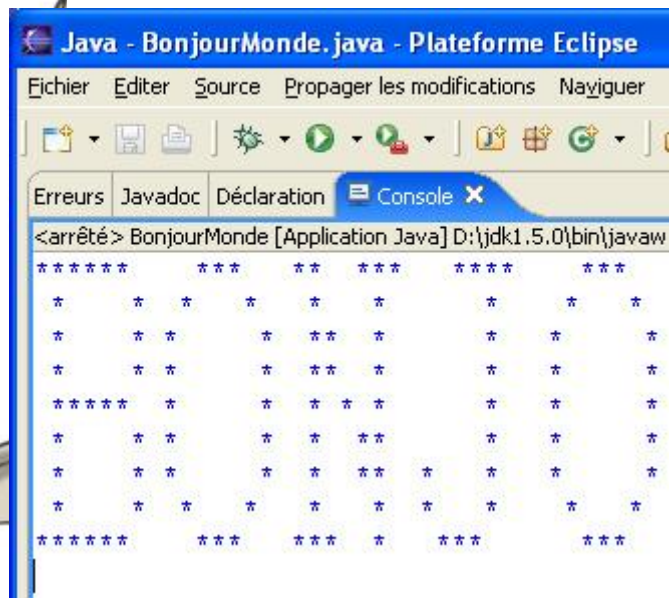 Java - BonjourMonde.java - Plateforme Eclipse
Fichier Editer Source Propager les modifications Naviguer
Erreurs Javadoc Déclaration Console
<arrêté> BonjourMonde [Application Java] D:\jdk1.5.0\bin\javaw
******    ***   **  ***   ****    ***
 *    *  *   *   *   *      *    *   *
 *    * *     *  **  *      *   *     *
 *    * *     *  **  *      *   *     *
 *****  *     *  * * *      *   *     *
 *    * *     *  *  **      *   *     *
 *    * *     *  *  **  *   *   *     *
 *    *  *   *   *   *  *   *    *   *
******    ***   ***  *   ***      ***